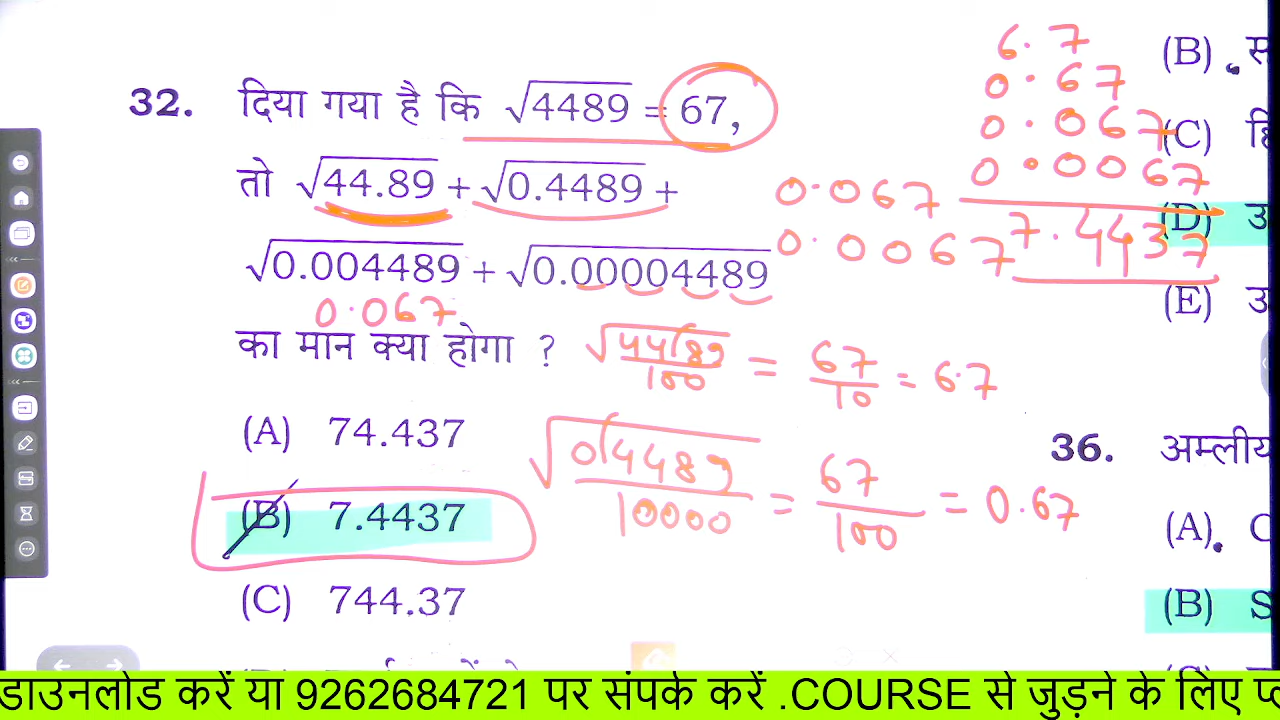 32. दिया गया है कि √4489 = 67,
तो √44.89 + √0.4489 +
√0.004489 + √0.00004489
0.067
का मान क्या होगा ?
(A) 74.437
(B) 7.4437
(C) 744.37
√4489/100 = 67/10 = 6.7
√04489/10000 = 67/100 = 0.67
0.067
0.0067
6.7
0.67
0.067
0.0067
7.4437
(B)
(C)
(D)
(E)
36. अम्लीय
(A)
(B) S
डाउनलोड करें या 9262684721 पर संपर्क करें .COURSE से जुड़ने के लिए